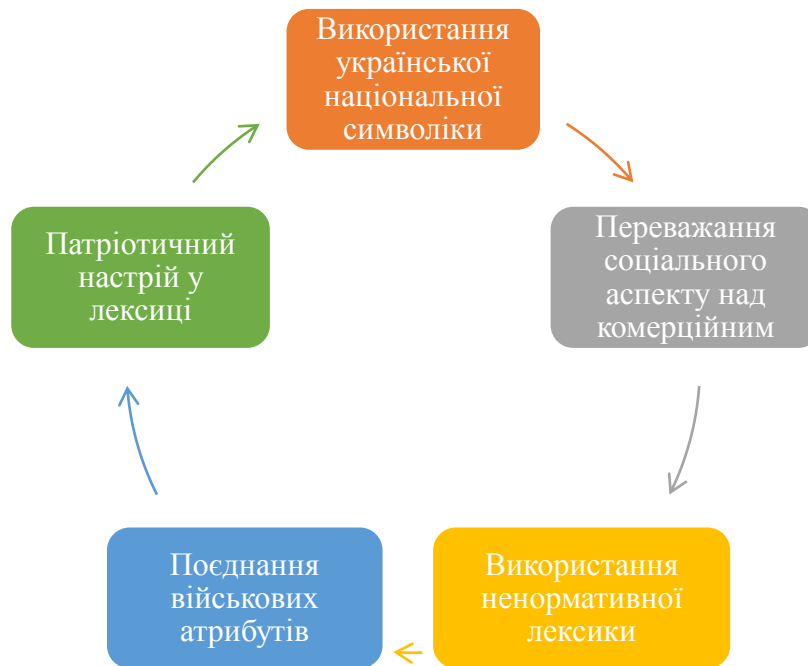 Використання
української
національної
символіки
Переважання
соціального
аспекту над
комерційним
Використання
ненормативної
лексики
Поєднання
військових
атрибутів
Патріотичний
настрій у
лексиці